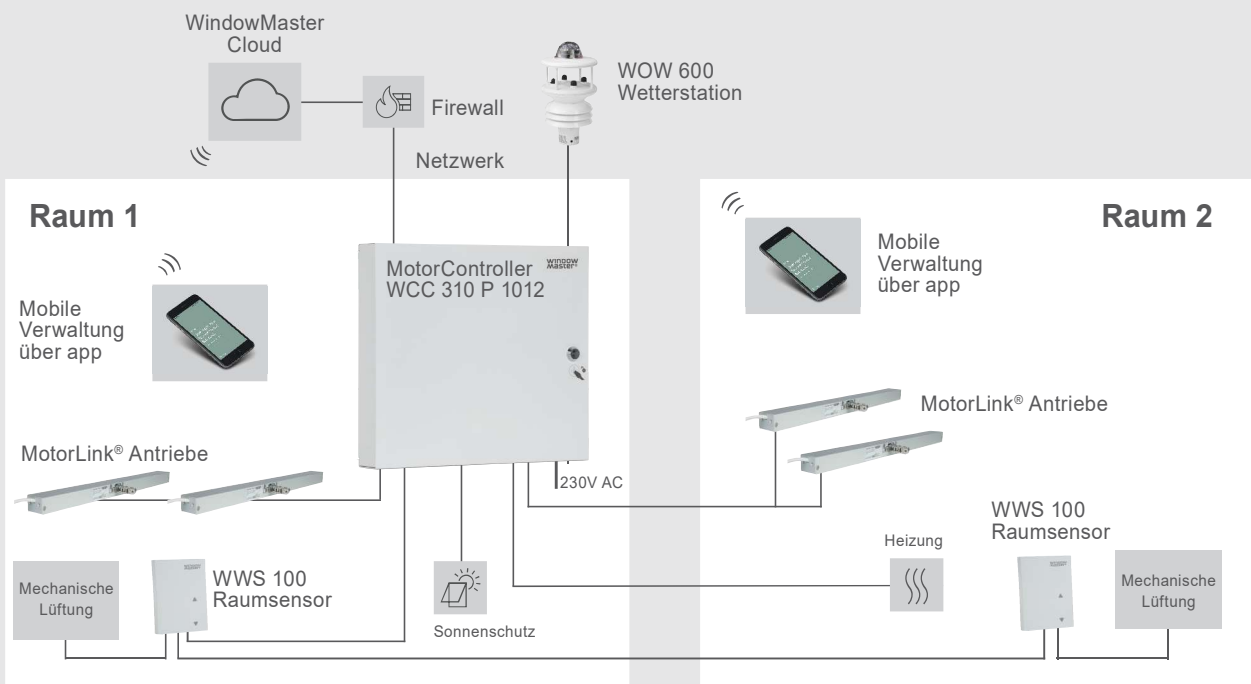 WindowMaster
Cloud
Firewall
Netzwerk
WOW 600
Wetterstation
Raum 1
Mobile
Verwaltung
über app
MotorController
WCC 310 P 1012
WINDOW
Master®
MotorLink® Antriebe
230V AC
Mechanische
Lüftung
WWS 100
Raumsensor
Sonnenschutz
Raum 2
Mobile
Verwaltung
über app
MotorLink® Antriebe
Heizung
WWS 100
Raumsensor
Mechanische
Lüftung